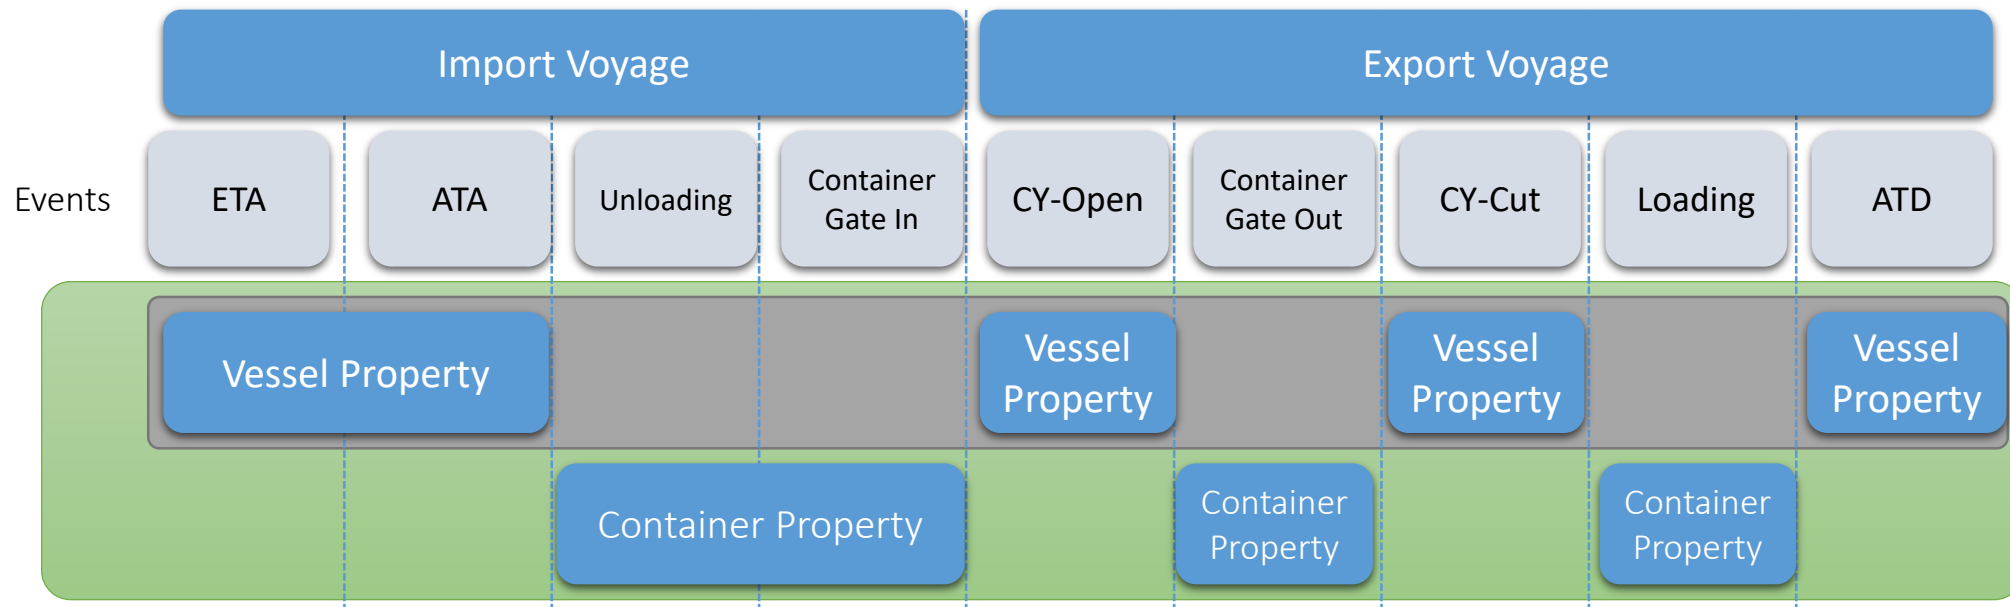 Import Voyage
Export Voyage
Events
ETA
ATA
Unloading
Container
Gate In
CY-Open
Container
Gate Out
CY-Cut
Loading
ATD
Vessel Property
Vessel
Property
Vessel
Property
Vessel
Property
Container Property
Container
Property
Container
Property